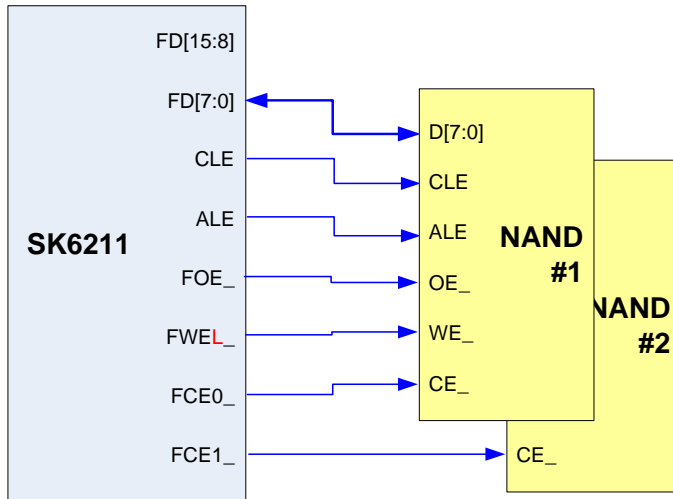 FD[15:8]
FD[7:0]
CLE
ALE
SK6211
FOE_
FWEL_
FCE0_
FCE1_
D[7:0]
CLE
ALE
OE_
WE_
CE_
NAND
#1
NAND
#2
CE_